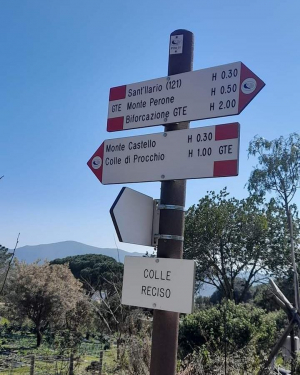 Sant'Ilario (121) H 0.30
GTE Monte Perone H 0.50
Biforcazione GTE H 2.00
Monte Castello H 0.30
Colle di Procchio H 1.00 GTE
COLLE
RECISO